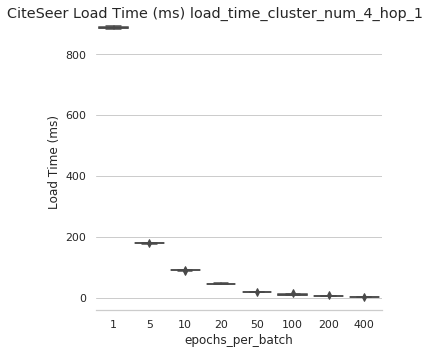 CiteSeer Load Time (ms) load_time_cluster_num_4_hop_1
800
600
400
200
0
Load Time (ms)
1 5 10 20 50 100 200 400
epochs_per_batch